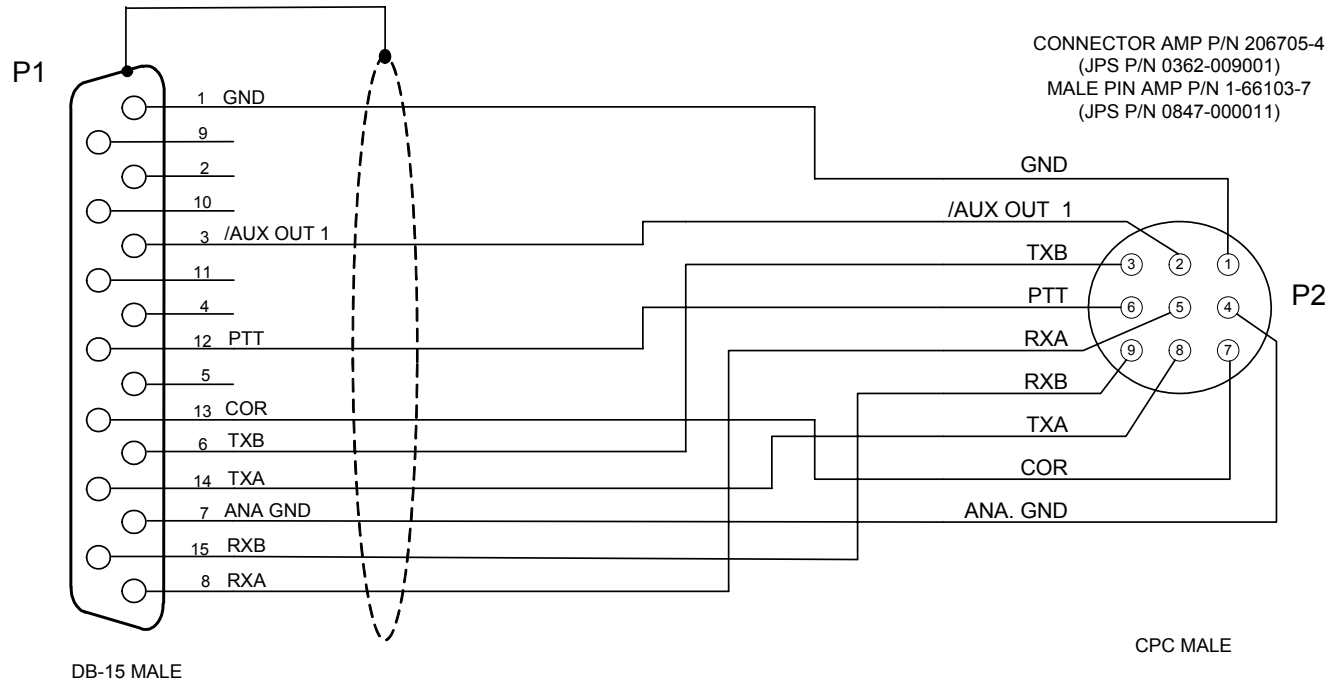 P1
CONNECTOR AMP P/N 206705-4
(JPS P/N 0362-009001)
MALE PIN AMP P/N 1-66103-7
(JPS P/N 0847-000011)
1 GND
9
2
10
3 /AUX OUT 1
11
4
12 PTT
5
13 COR
6 TXB
14 TXA
7 ANA GND
15 RXB
8 RXA
GND
/AUX OUT 1
TXB
PTT
RXA
RXB
TXA
COR
ANA. GND
3 2 1
6 5 4
9 8 7
P2
DB-15 MALE
CPC MALE